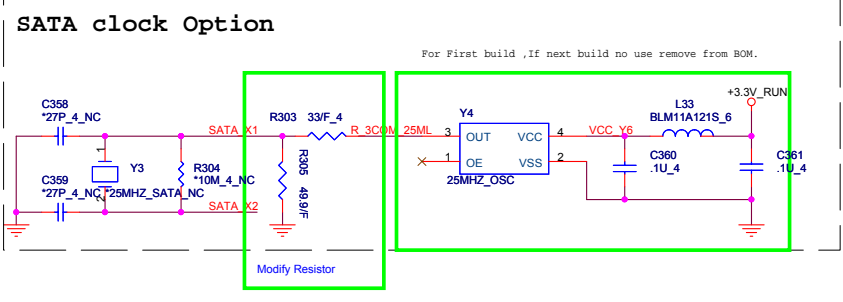 SATA clock Option
For First build ,If next build no use remove from BOM.
+3.3V_RUN
C358
*27P_4_NC
R303 33/F_4
Y4
L33
BLM11A121S_6
SATA_X1
R_3COM_25ML
3
OUT
VCC
4
VCC_Y6
1
Y3
R304
*10M_4_NC
R305 49.9/F
1
OE
VSS
2
C360
.1U_4
C361
.1U_4
C359
*27P_4_NC
2
*25MHZ_SATA_NC
25MHZ_OSC
SATA_X2
Modify Resistor